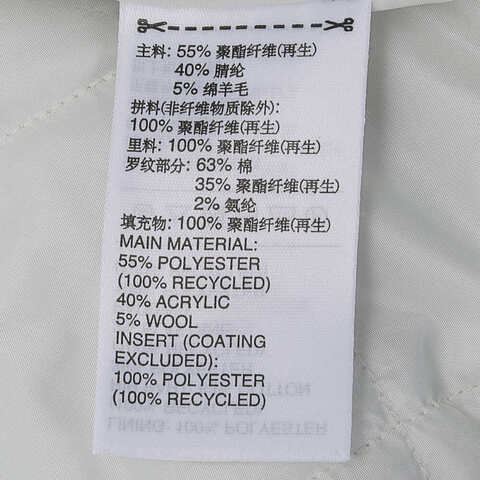 主料: 55% 聚酯纤维(再生)
40% 腈纶
5% 绵羊毛
拼料(非纤维物质除外):
100% 聚酯纤维(再生)
里料: 100% 聚酯纤维(再生)
罗纹部分: 63% 棉
35% 聚酯纤维(再生)
2% 氨纶
填充物: 100% 聚酯纤维(再生)
MAIN MATERIAL:
55% POLYESTER
(100% RECYCLED)
40% ACRYLIC
5% WOOL
INSERT (COATING
EXCLUDED):
100% POLYESTER
(100% RECYCLED)